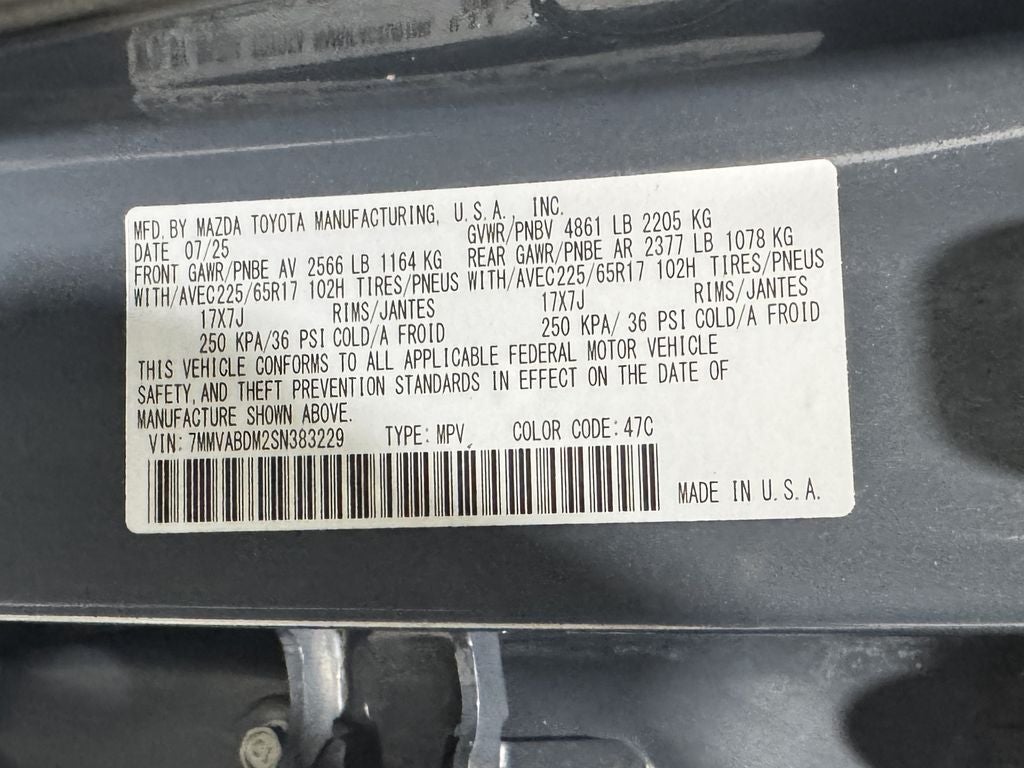 MFD. BY MAZDA TOYOTA MANUFACTURING, U.S.A., INC.
DATE 07/25 GVWR/PNBV 4861 LB 2205 KG
FRONT GAWR/PNBE AV 2566 LB 1164 KG REAR GAWR/PNBE AR 2377 LB 1078 KG
WITH/AVEC225/65R17 102H TIRES/PNEUS WITH/AVEC225/65R17 102H TIRES/PNEUS
17X7J RIMS/JANTES 17X7J RIMS/JANTES
250 KPA/36 PSI COLD/A FROID 250 KPA/ 36 PSI COLD/A FROID
THIS VEHICLE CONFORMS TO ALL APPLICABLE FEDERAL MOTOR VEHICLE
SAFETY, AND THEFT PREVENTION STANDARDS IN EFFECT ON THE DATE OF
MANUFACTURE SHOWN ABOVE.
VIN: 7MMVABDM2SN383229 TYPE: MPV COLOR CODE: 47C
MADE IN U.S.A.